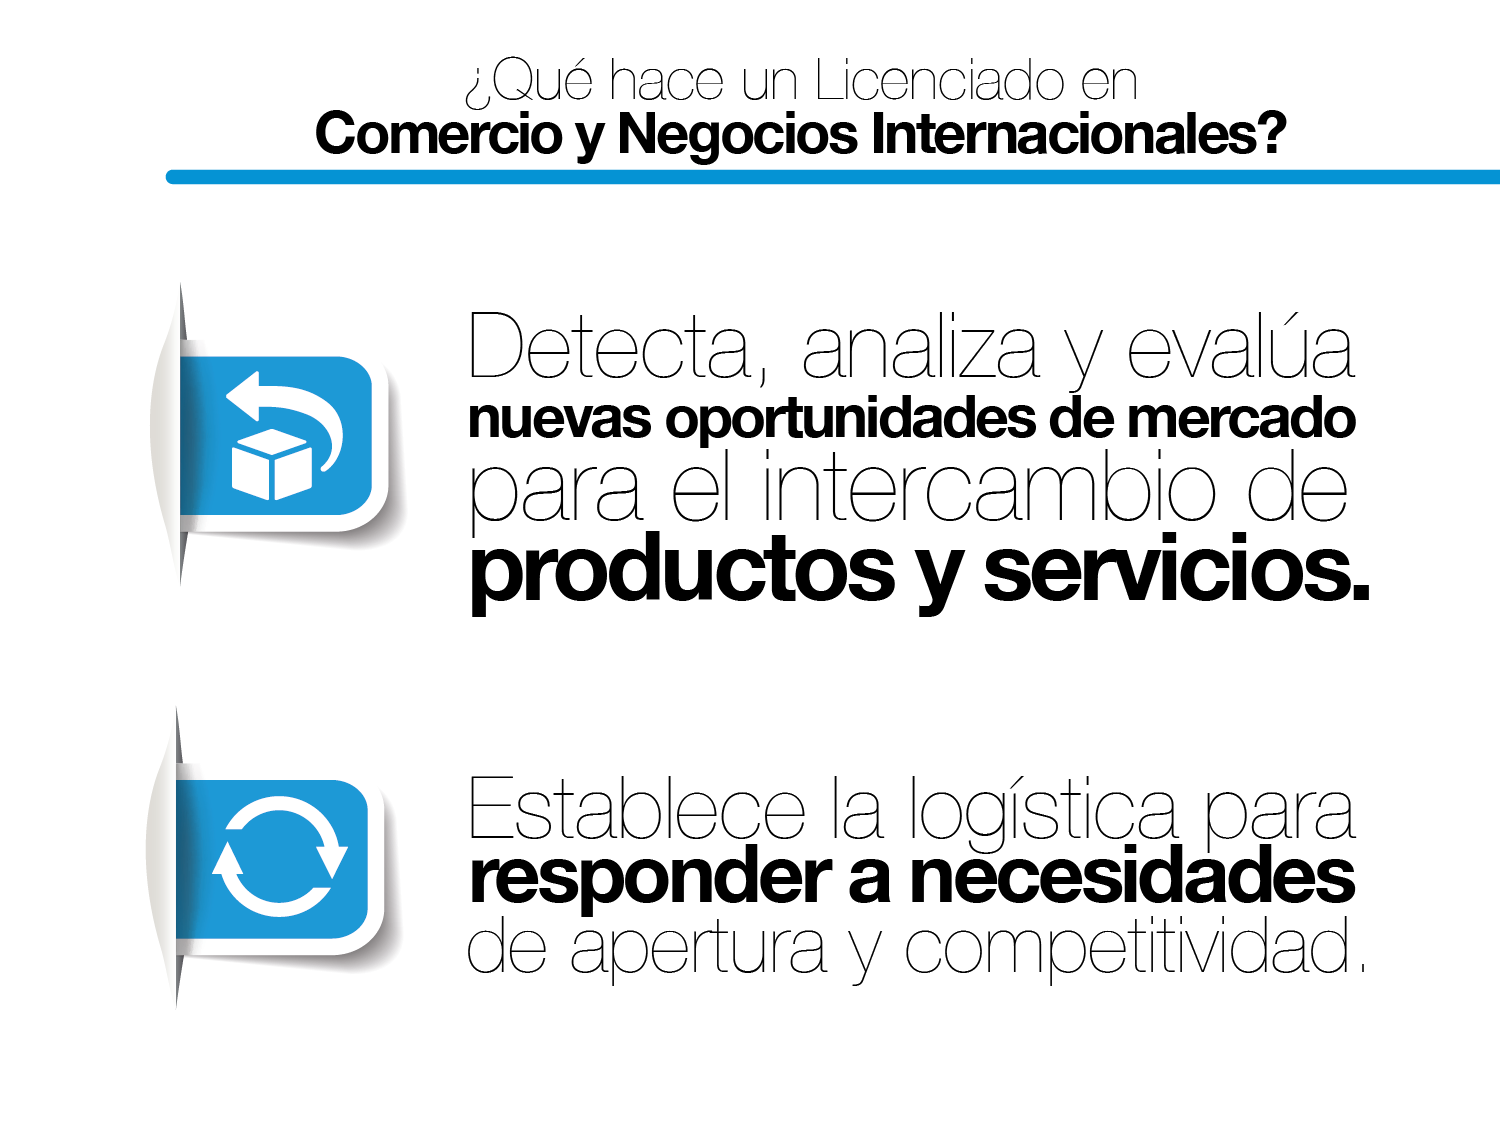 ¿Qué hace un Licenciado en
Comercio y Negocios Internacionales?
Detecta, analiza y evalúa
nuevas oportunidades de mercado
para el intercambio de
productos y servicios.
Establece la logística para
responder a necesidades
de apertura y competitividad.